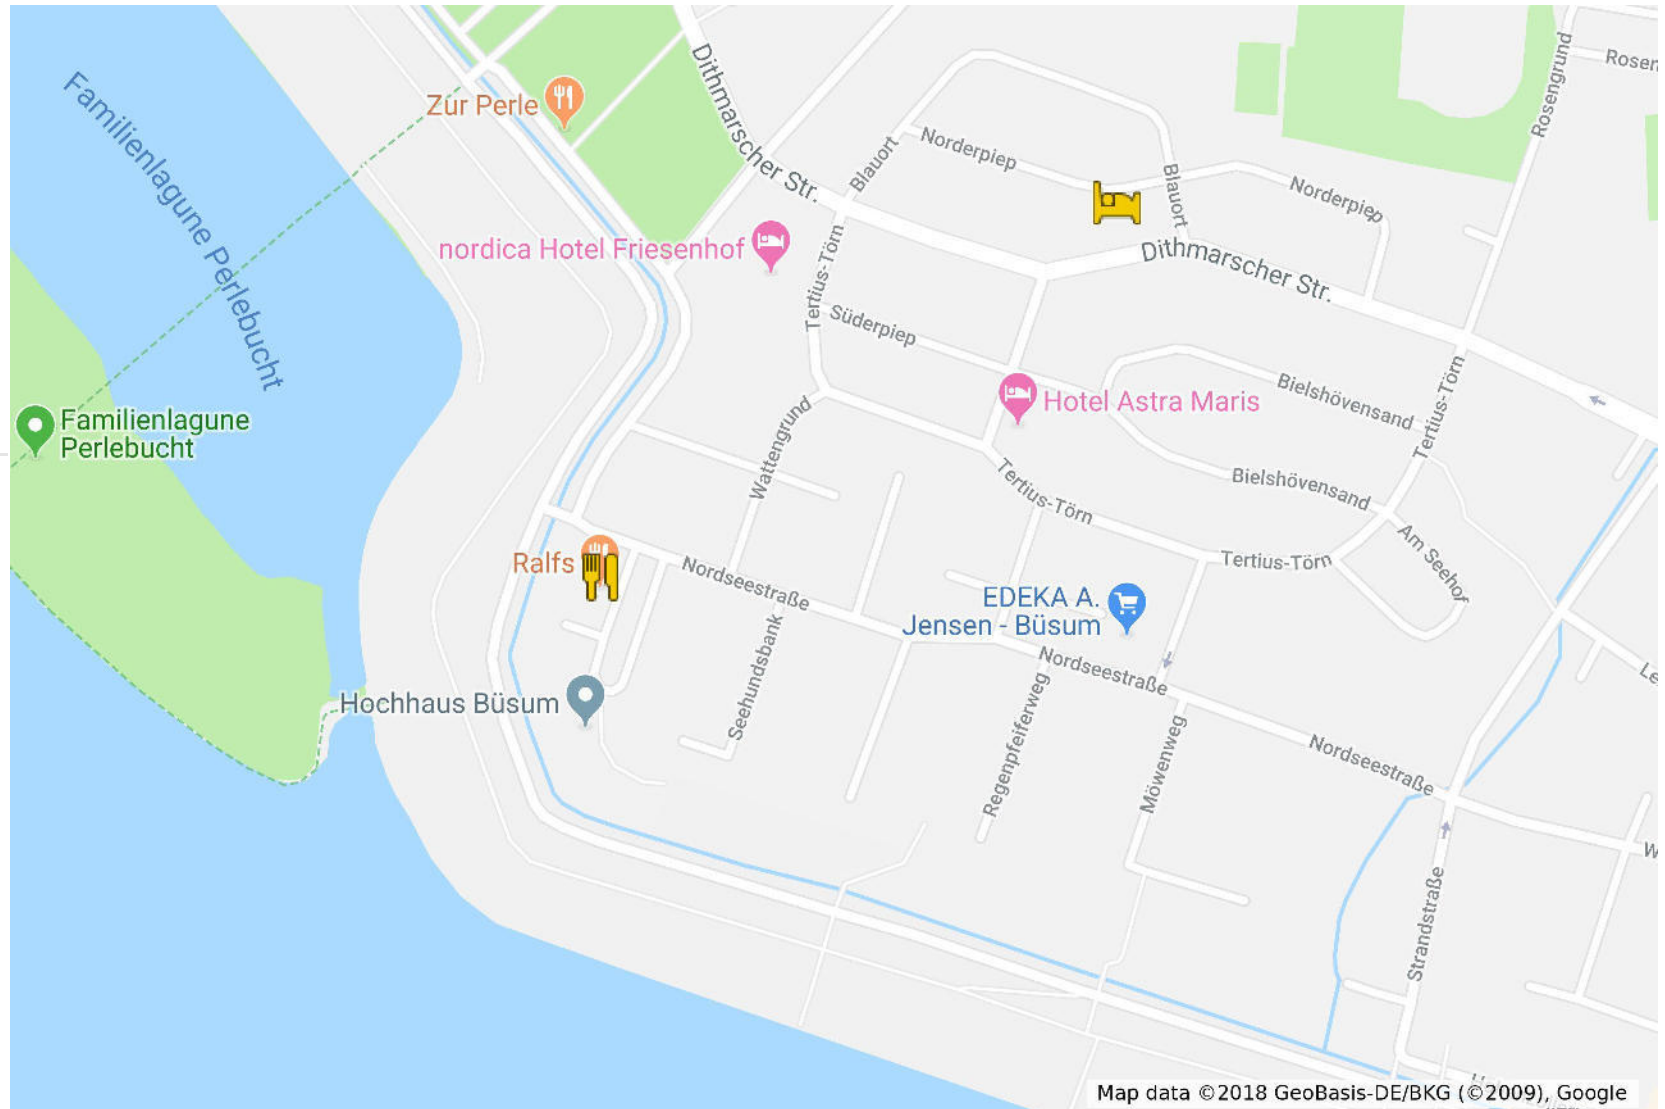 Rosengrund
Rosen
Familienlagune Perlebucht
Zur Perle
Dithmarscher Str.
Norderpiep
Blauort
Blauort
Norderpiep
nordica Hotel Friesenhof
Dithmarscher Str.
Tertius-Törn
Süderpiep
Bielshövensand
Tertius-Törn
Hotel Astra Maris
Familienlagune
Perlebucht
Wattengrund
Tertius-Törn
Bielshövensand
Am Seehof
Tertius-Törn
Ralfs
Nordseestraße
EDEKA A.
Jensen - Büsum
Nordseestraße
Le
Seehundsbank
Hochhaus Büsum
Regenpfeiferweg
Möwenweg
Nordseestraße
W
Strandstraße
Map data ©2018 GeoBasis-DE/BKG (©2009), Google